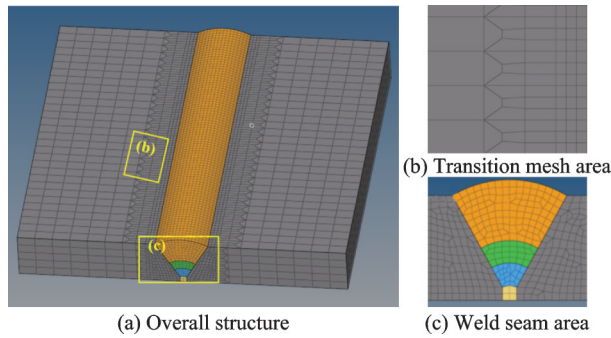 (b)
(c)
(a) Overall structure
(b) Transition mesh area
(c) Weld seam area